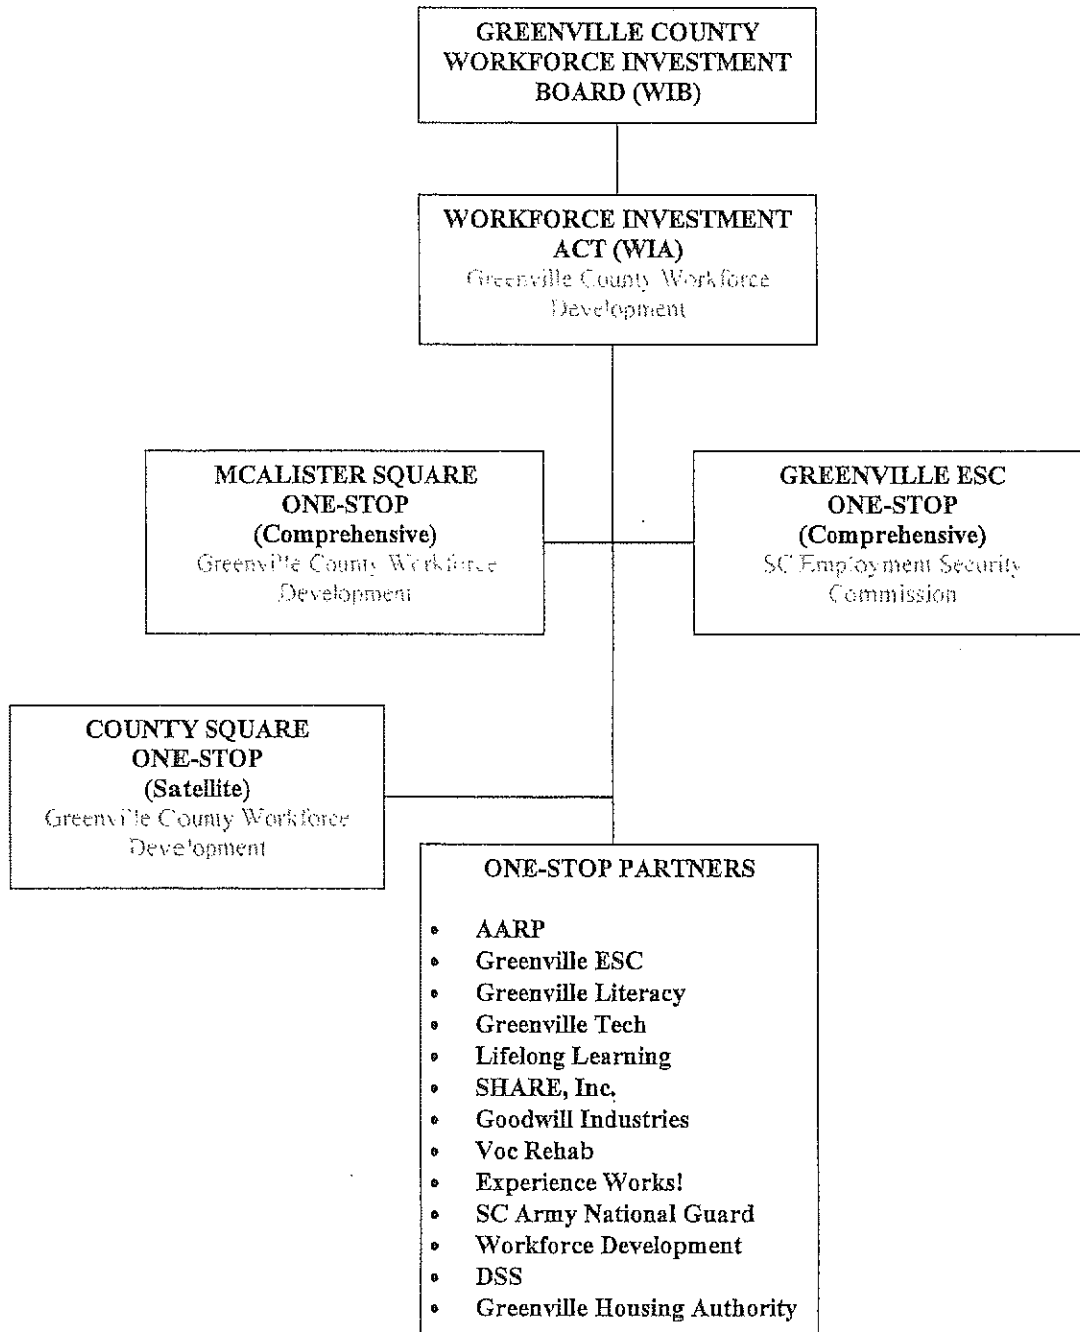 GREENVILLE COUNTY
WORKFORCE INVESTMENT
BOARD (WIB)
WORKFORCE INVESTMENT
ACT (WIA)
Greenville County Workforce
Development
MCALISTER SQUARE
ONE-STOP
(Comprehensive)
Greenville County Workforce
Development
GREENVILLE ESC
ONE-STOP
(Comprehensive)
SC Employment Security
Commission
COUNTY SQUARE
ONE-STOP
(Satellite)
Greenville County Workforce
Development
ONE-STOP PARTNERS
• AARP
• Greenville ESC
• Greenville Literacy
• Greenville Tech
• Lifelong Learning
• SHARE, Inc.
• Goodwill Industries
• Voc Rehab
• Experience Works!
• SC Army National Guard
• Workforce Development
• DSS
• Greenville Housing Authority